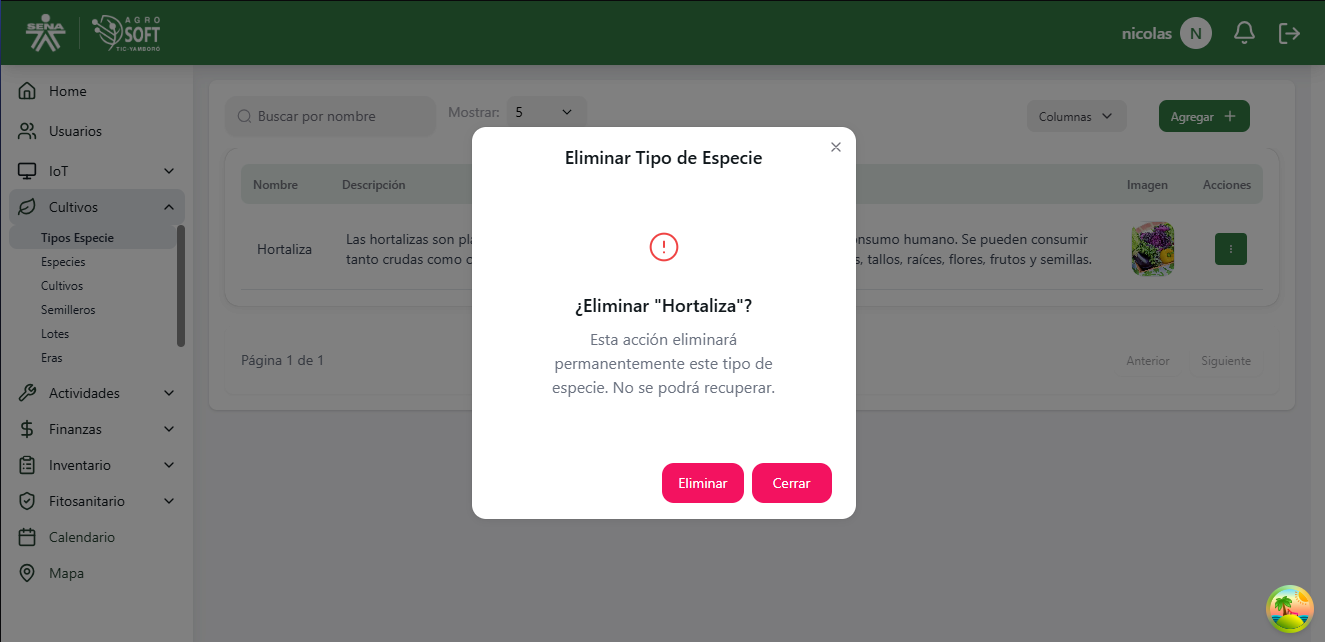 SENA
AGRO
SOFT
TIC-YAMBORÓ
nicolas
N
Home
Usuarios
IoT
Cultivos
Tipos Especie
Especies
Cultivos
Semilleros
Lotes
Eras
Actividades
Finanzas
Inventario
Fitosanitario
Calendario
Mapa
Buscar por nombre
Mostrar:
5
Columnas
Agregar +
Nombre
Descripción
Imagen
Acciones
Hortaliza
Las hortalizas son
nsumo humano. Se pueden consumir
tanto crudas como
s, tallos, raíces, flores, frutos y semillas.
Página 1 de 1
Anterior
Siguiente
Eliminar Tipo de Especie
¿Eliminar "Hortaliza"?
Esta acción eliminará
permanentemente este tipo de
especie. No se podrá recuperar.
Eliminar
Cerrar